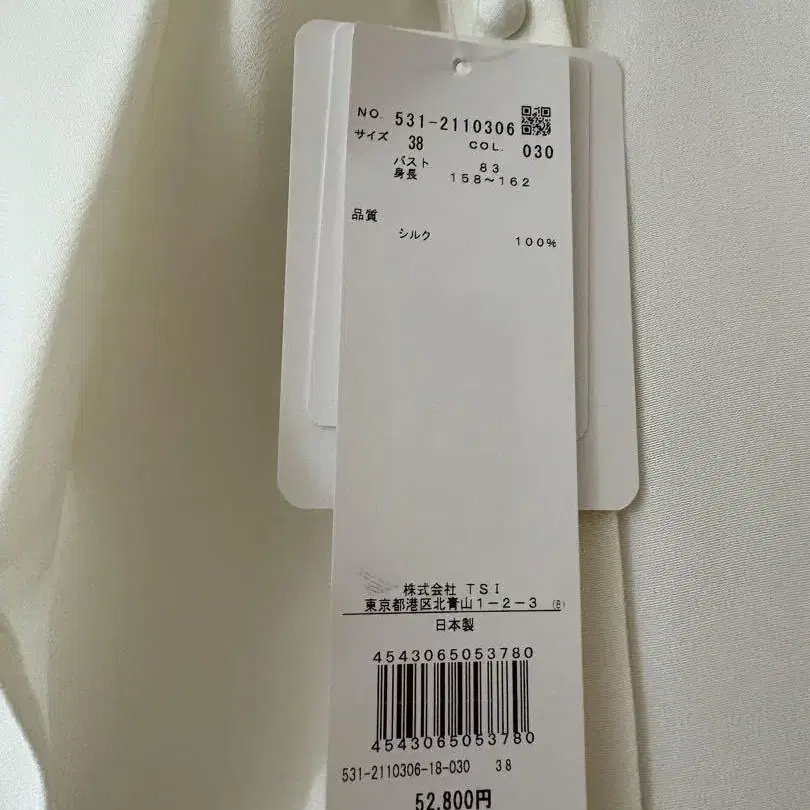 NO. 531-2110306
サイズ 38 COL. 030
バスト 83
身長 158〜162
品質
シルク 100%
株式会社 TSI
東京都港区北青山1-2-3 (B)
日本製
4543065053780
4543065053780
531-2110306-18-030 38
52,800円